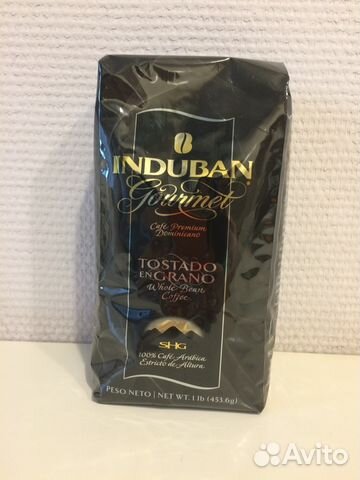 INDUBAN
Gourmet
Café Premium
Dominicano
TOSTADO
EN GRANO
Whole Bean
Coffee
SHG
100% Café Arábica
Estricto de Altura
PESO NETO | NET WT. 1 lb (453.6g)
Avito